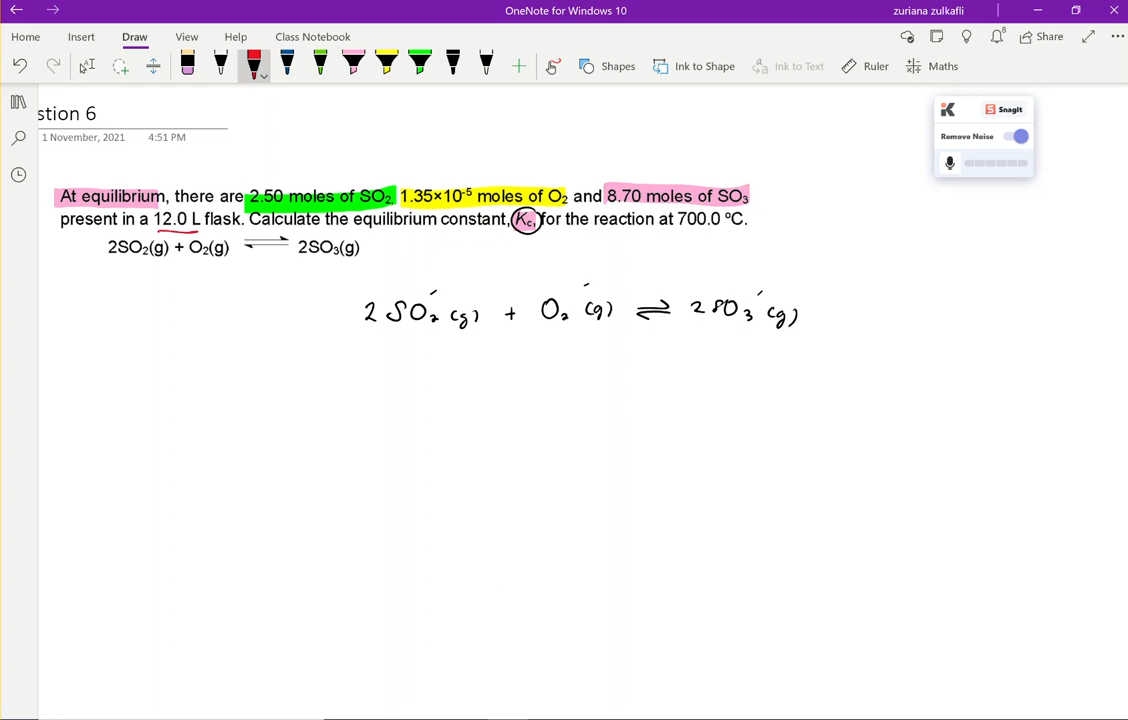 OneNote for Windows 10
zuriana zulkafli
Home Insert Draw View Help Class Notebook
8 Share
Shapes Ink to Shape Ink to Text Ruler Maths
stion 6
1 November, 2021 4:51 PM
Snagit
Remove Noise
At equilibrium, there are 2.50 moles of SO₂, 1.35×10⁻⁵ moles of O₂ and 8.70 moles of SO₃
present in a 12.0 L flask. Calculate the equilibrium constant, Kc, for the reaction at 700.0 ºC.
2SO₂(g) + O₂(g) ⇌ 2SO₃(g)
2 SO₂ (g) + O₂ (g) ⇌ 2 SO₃ (g)